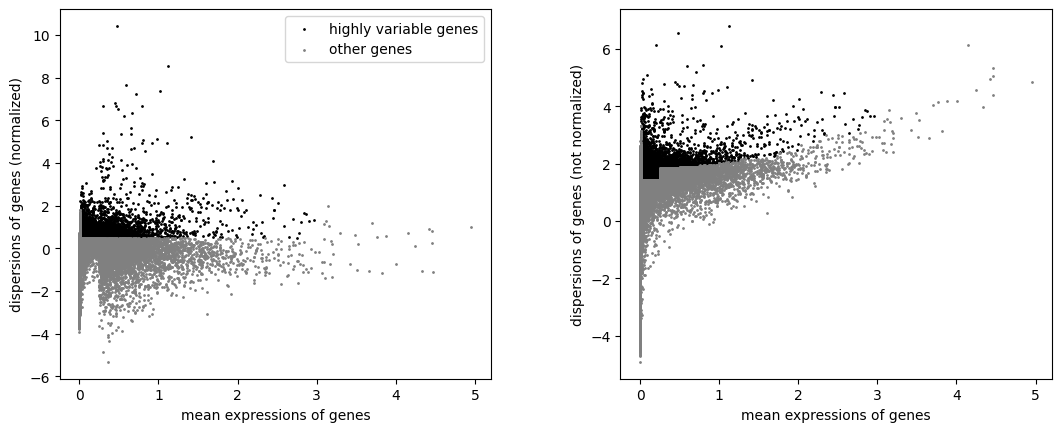 highly variable genes
other genes
dispersions of genes (normalized)
10
8
6
4
2
0
−2
−4
−6
0 1 2 3 4 5
mean expressions of genes
dispersions of genes (not normalized)
6
4
2
0
−2
−4
0 1 2 3 4 5
mean expressions of genes